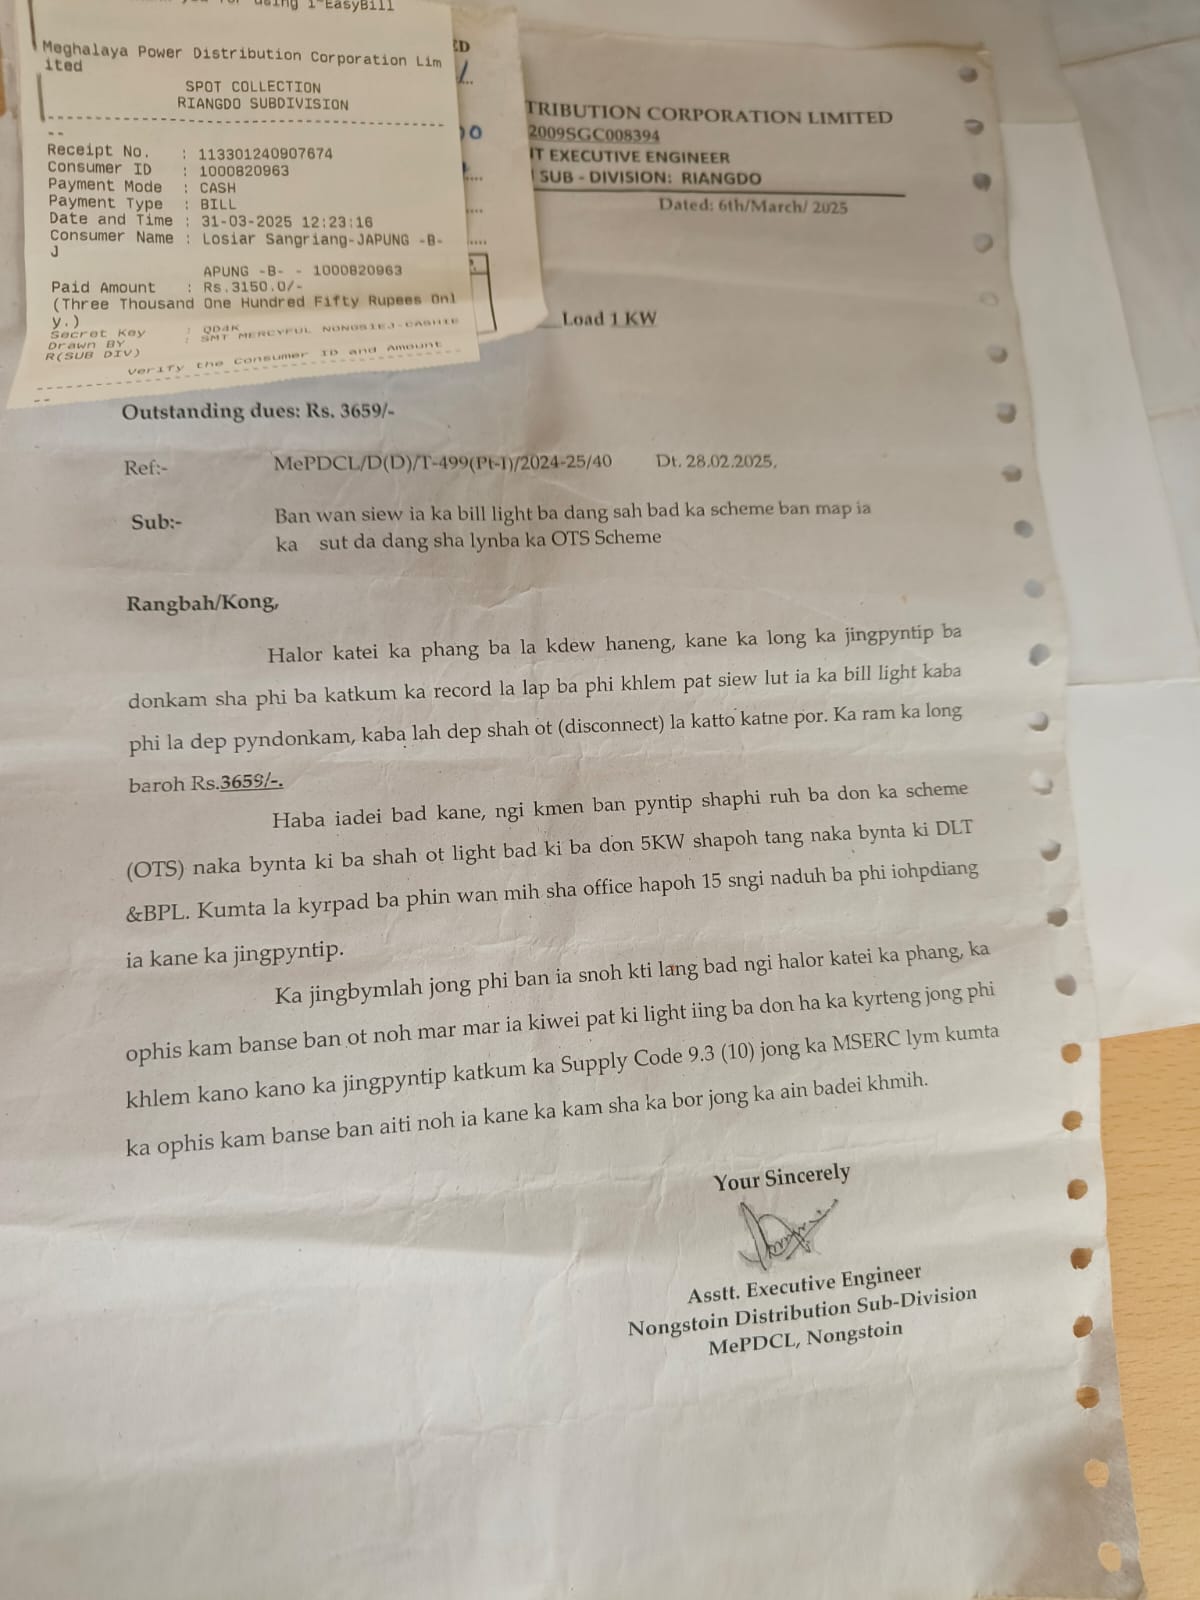 you for using i-EasyBill
Meghalaya Power Distribution Corporation Lim
ited
SPOT COLLECTION
RIANGDO SUBDIVISION
--
Receipt No. : 113301240907674
Consumer ID : 1000820963
Payment Mode : CASH
Payment Type : BILL
Date and Time : 31-03-2025 12:23:16
Consumer Name : Losiar Sangriang-JAPUNG -B-
J
APUNG -B- - 1000820963
Paid Amount : Rs.3150.0/-
(Three Thousand One Hundred Fifty Rupees Onl
y.)
Secret Key : QD4K
Drawn BY : SMT MERCYFUL NONGSIEJ-CASHIE
R(SUB DIV)
Verify the Consumer ID and Amount
--
ED
TRIBUTION CORPORATION LIMITED
2009SGC008394
T EXECUTIVE ENGINEER
SUB - DIVISION: RIANGDO
Dated: 6th/March/ 2025
Load 1 KW
Outstanding dues: Rs. 3659/-
Ref:- MePDCL/D(D)/T-499(Pt-I)/2024-25/40 Dt. 28.02.2025,
Sub:- Ban wan siew ia ka bill light ba dang sah bad ka scheme ban map ia
ka sut da dang sha lynba ka OTS Scheme
Rangbah/Kong,
Halor katei ka phang ba la kdew haneng, kane ka long ka jingpyntip ba
donkam sha phi ba katkum ka record la lap ba phi khlem pat siew lut ia ka bill light kaba
phi la dep pyndonkam, kaba lah dep shah ot (disconnect) la katto katne por. Ka ram ka long
baroh Rs.3659/-.
Haba iadei bad kane, ngi kmen ban pyntip shaphi ruh ba don ka scheme
(OTS) naka bynta ki ba shah ot light bad ki ba don 5KW shapoh tang naka bynta ki DLT
&BPL. Kumta la kyrpad ba phin wan mih sha office hapoh 15 sngi naduh ba phi iohpdiang
ia kane ka jingpyntip.
Ka jingbymlah jong phi ban ia snoh kti lang bad ngi halor katei ka phang, ka
ophis kam banse ban ot noh mar mar ia kiwei pat ki light iing ba don ha ka kyrteng jong phi
khlem kano kano ka jingpyntip katkum ka Supply Code 9.3 (10) jong ka MSERC lym kumta
ka ophis kam banse ban aiti noh ia kane ka kam sha ka bor jong ka ain badei khmih.
Your Sincerely
Asstt. Executive Engineer
Nongstoin Distribution Sub-Division
MePDCL, Nongstoin